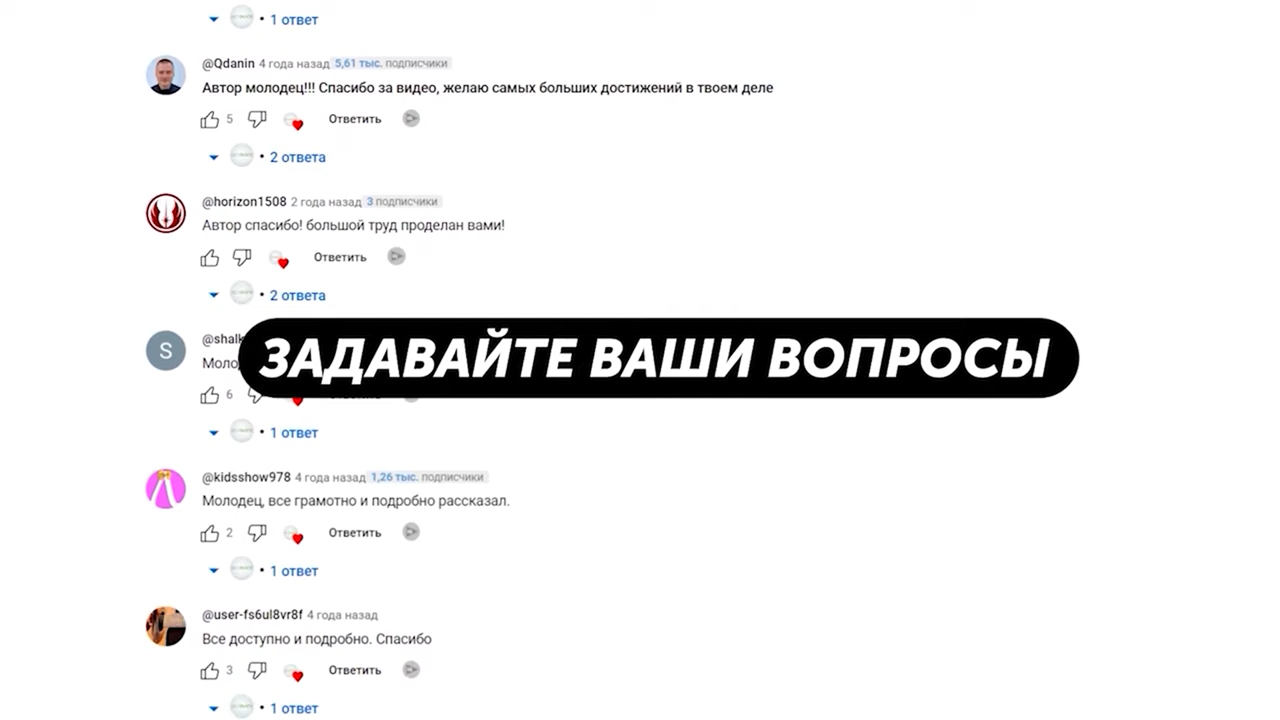 1 ответ
@Qdanin 4 года назад 5,61 тыс. подписчики
Автор молодец!!! Спасибо за видео, желаю самых больших достижений в твоем деле
5 Ответить
2 ответа
@horizon1508 2 года назад 3 подписчики
Автор спасибо! большой труд проделан вами!
Ответить
2 ответа
S
ЗАДАВАЙТЕ ВАШИ ВОПРОСЫ
6
1 ответ
@kidsshow978 4 года назад 1,26 тыс. подписчики
Молодец, все грамотно и подробно рассказал.
2 Ответить
1 ответ
@user-fs6ul8vr8f 4 года назад
Все доступно и подробно. Спасибо
3 Ответить
1 ответ